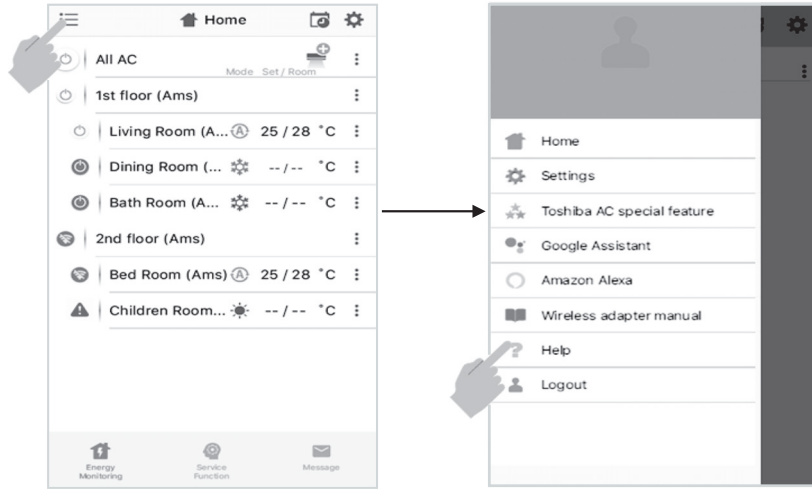 Home
All AC
Mode Set / Room
1st floor (Ams)
Living Room (A... 25 / 28 °C
Dining Room (... -- / -- °C
Bath Room (A... -- / -- °C
2nd floor (Ams)
Bed Room (Ams) 25 / 28 °C
Children Room... -- / -- °C
Energy
Monitoring
Service
Function
Message
Home
Settings
Toshiba AC special feature
Google Assistant
Amazon Alexa
Wireless adapter manual
Help
Logout